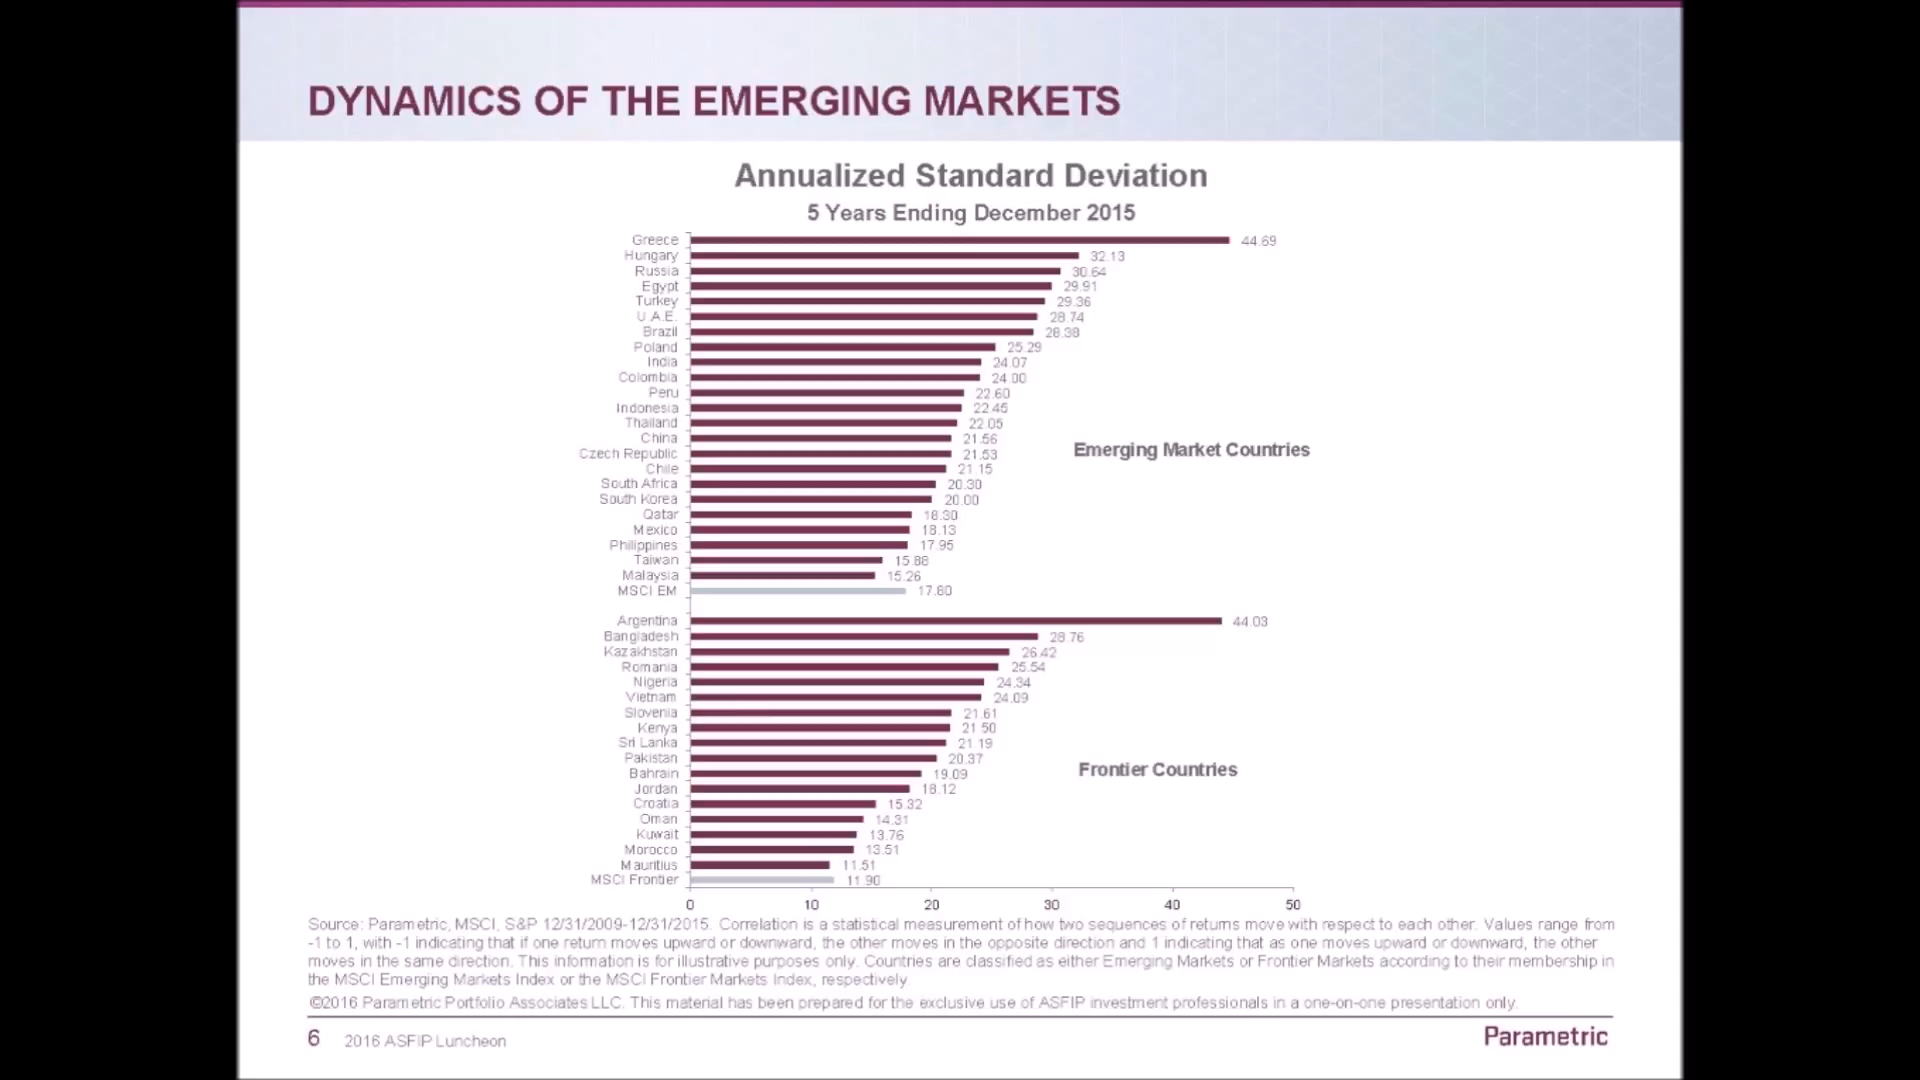 DYNAMICS OF THE EMERGING MARKETS
Annualized Standard Deviation
5 Years Ending December 2015
Greece 44.69
Hungary 32.13
Russia 30.64
Egypt 29.91
Turkey 29.36
U.A.E. 28.74
Brazil 28.38
Poland 25.29
India 24.07
Colombia 24.00
Peru 22.60
Indonesia 22.45
Thailand 22.05
China 21.56
Czech Republic 21.53
Chile 21.15
South Africa 20.30
South Korea 20.00
Qatar 18.30
Mexico 18.13
Philippines 17.95
Taiwan 15.88
Malaysia 15.26
MSCI EM 17.80
Emerging Market Countries
Argentina 44.03
Bangladesh 28.76
Kazakhstan 26.42
Romania 25.54
Nigeria 24.34
Vietnam 24.09
Slovenia 21.61
Kenya 21.50
Sri Lanka 21.19
Pakistan 20.37
Bahrain 19.09
Jordan 18.12
Croatia 15.32
Oman 14.31
Kuwait 13.76
Morocco 13.51
Mauritius 11.51
MSCI Frontier 11.90
Frontier Countries
0 10 20 30 40 50
Source: Parametric, MSCI, S&P 12/31/2009-12/31/2015. Correlation is a statistical measurement of how two sequences of returns move with respect to each other. Values range from
-1 to 1, with -1 indicating that if one return moves upward or downward, the other moves in the opposite direction and 1 indicating that as one moves upward or downward, the other
moves in the same direction. This information is for illustrative purposes only. Countries are classified as either Emerging Markets or Frontier Markets according to their membership in
the MSCI Emerging Markets Index or the MSCI Frontier Markets Index, respectively
©2016 Parametric Portfolio Associates LLC. This material has been prepared for the exclusive use of ASFIP investment professionals in a one-on-one presentation only.
6 2016 ASFIP Luncheon
Parametric